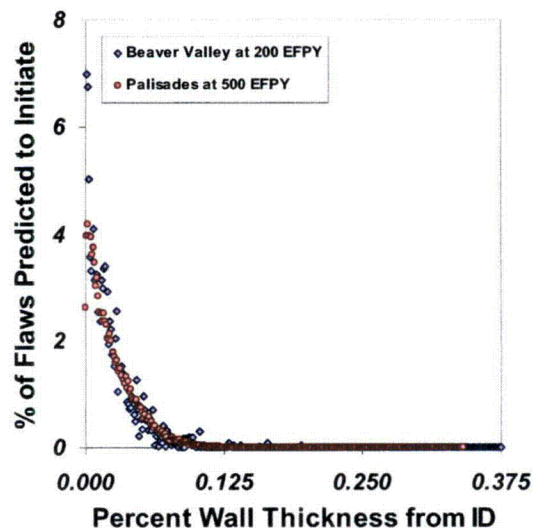 8
Beaver Valley at 200 EFPY
Palisades at 500 EFPY
6
4
2
0
% of Flaws Predicted to Initiate
0.000 0.125 0.250 0.375
Percent Wall Thickness from ID